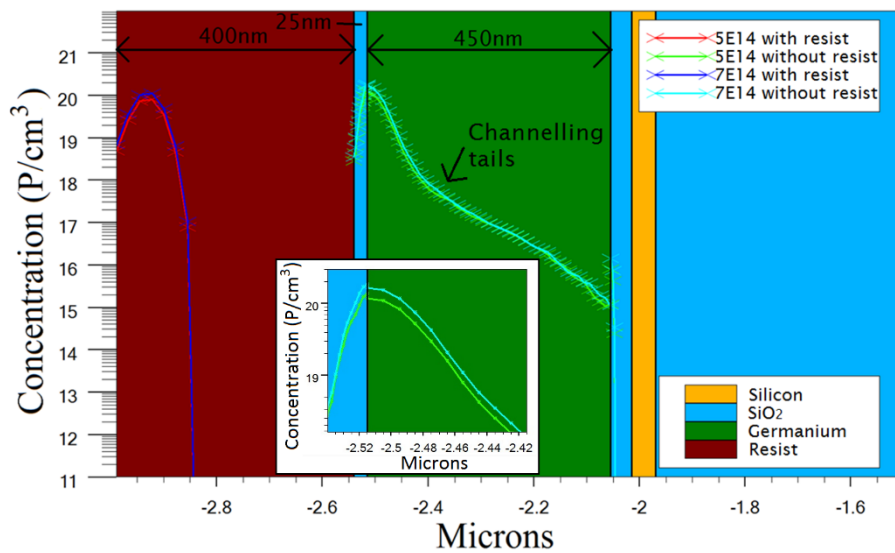 25nm
400nm
450nm
5E14 with resist
5E14 without resist
7E14 with resist
7E14 without resist
Concentration (P/cm³)
21
20
19
18
17
16
15
14
13
12
11
Channelling
tails
Concentration (P/cm³)
20
19
-2.52 -2.5 -2.48 -2.46 -2.44 -2.42
Microns
Silicon
SiO₂
Germanium
Resist
-2.8 -2.6 -2.4 -2.2 -2 -1.8 -1.6
Microns